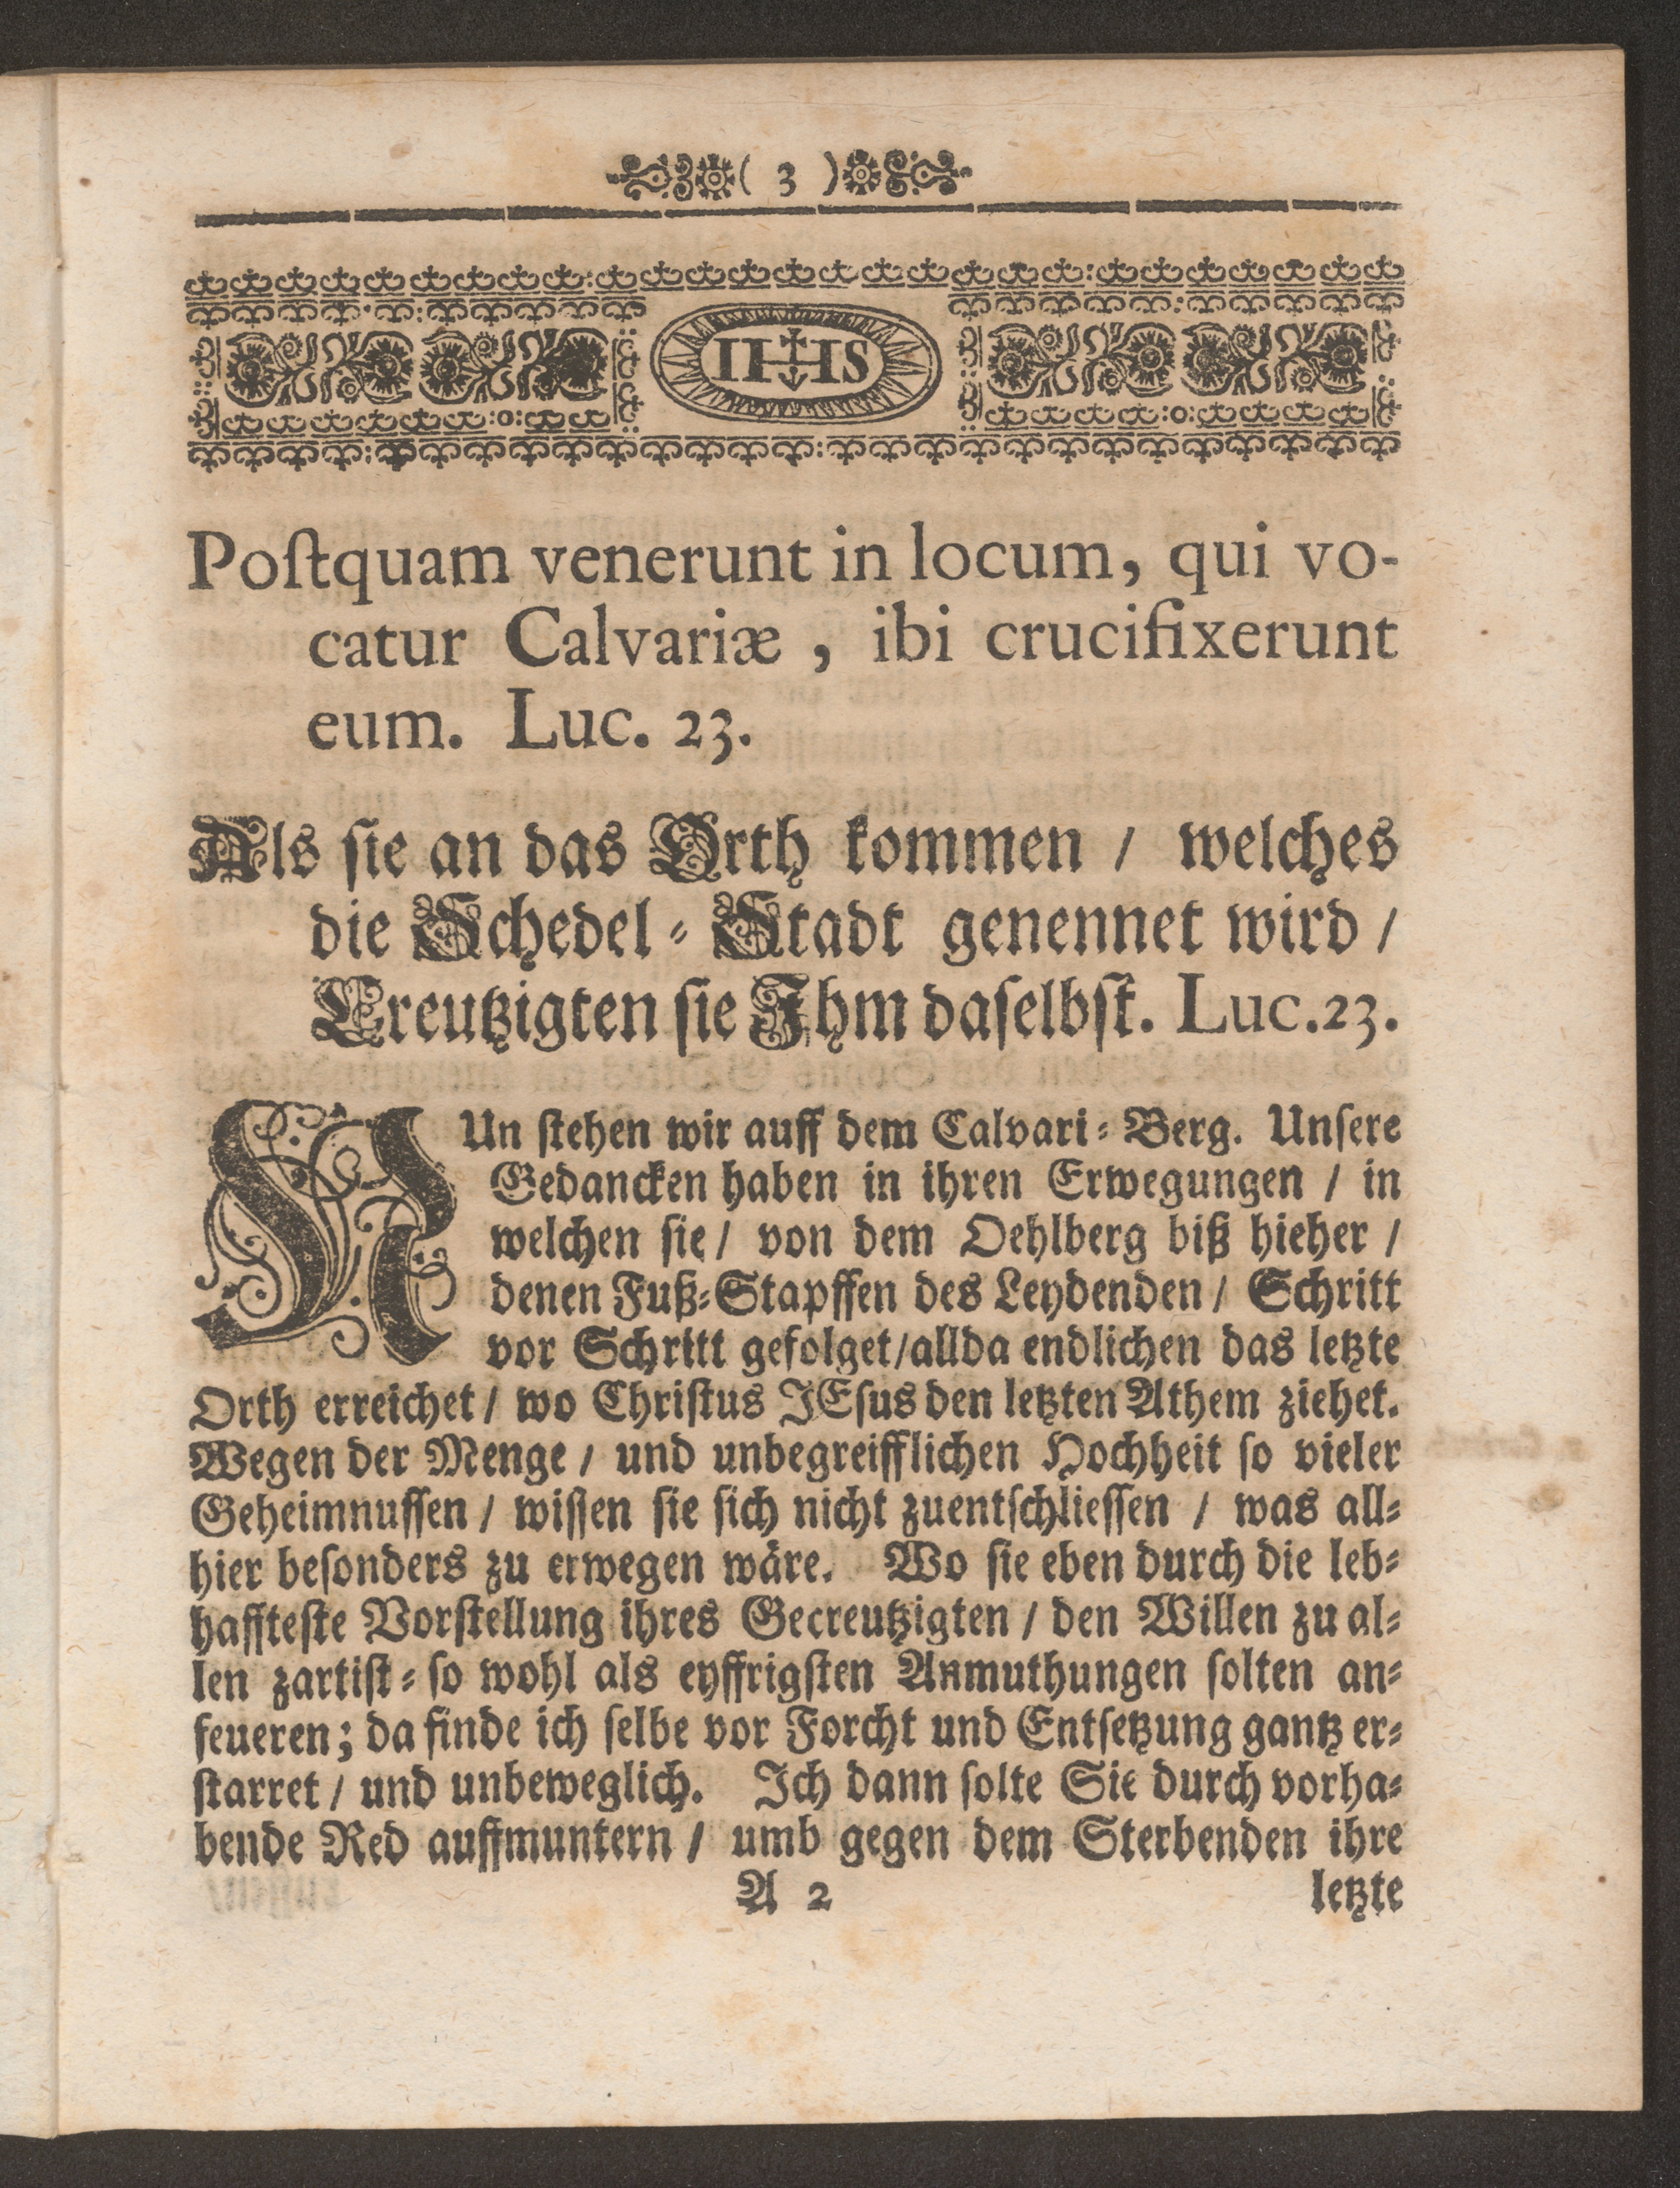 ( 3 )
IHS
Poſtquam venerunt in locum, qui vo-
catur Calvariæ , ibi crucifixerunt
eum. Luc. 23.
Als ſie an das Orth kommen / welches
die Schedel-Stadt genennet wird /
Creutzigten ſie Ihm daſelbſt. Luc.23.
NUn ſtehen wir auff dem Calvari-Berg. Unſere
Gedancken haben in ihren Erwegungen / in
welchen ſie / von dem Oehlberg biß hieher /
denen Fuß-Stapffen des Leydenden / Schritt
vor Schritt gefolget/allda endlichen das letzte
Orth erreichet / wo Chriſtus JEſus den letzten Athem ziehet.
Wegen der Menge / und unbegreifflichen Hochheit ſo vieler
Geheimnuſſen / wiſſen ſie ſich nicht zuentſchlieſſen / was all-
hier beſonders zu erwegen wäre. Wo ſie eben durch die leb-
haffteſte Vorſtellung ihres Gecreutzigten / den Willen zu al-
len zartiſt-ſo wohl als eyffrigſten Anmuthungen ſolten an-
feueren; da finde ich ſelbe vor Forcht und Entſetzung gantz er-
ſtarret / und unbeweglich. Ich dann ſolte Sie durch vorha-
bende Red auffmuntern / umb gegen dem Sterbenden ihre
A 2 letzte